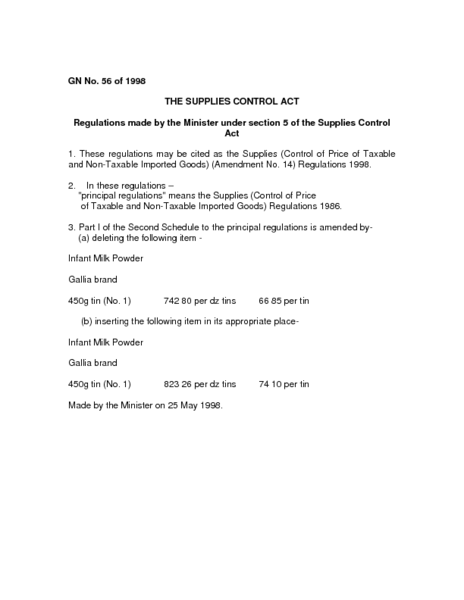 GN No. 56 of 1998
THE SUPPLIES CONTROL ACT
Regulations made by the Minister under section 5 of the Supplies Control
Act
1. These regulations may be cited as the Supplies (Control of Price of Taxable
and Non-Taxable Imported Goods) (Amendment No. 14) Regulations 1998.
2. In these regulations –
"principal regulations" means the Supplies (Control of Price
of Taxable and Non-Taxable Imported Goods) Regulations 1986.
3. Part I of the Second Schedule to the principal regulations is amended by-
(a) deleting the following item -
Infant Milk Powder
Gallia brand
450g tin (No. 1) 742 80 per dz tins 66 85 per tin
(b) inserting the following item in its appropriate place-
Infant Milk Powder
Gallia brand
450g tin (No. 1) 823 26 per dz tins 74 10 per tin
Made by the Minister on 25 May 1998.